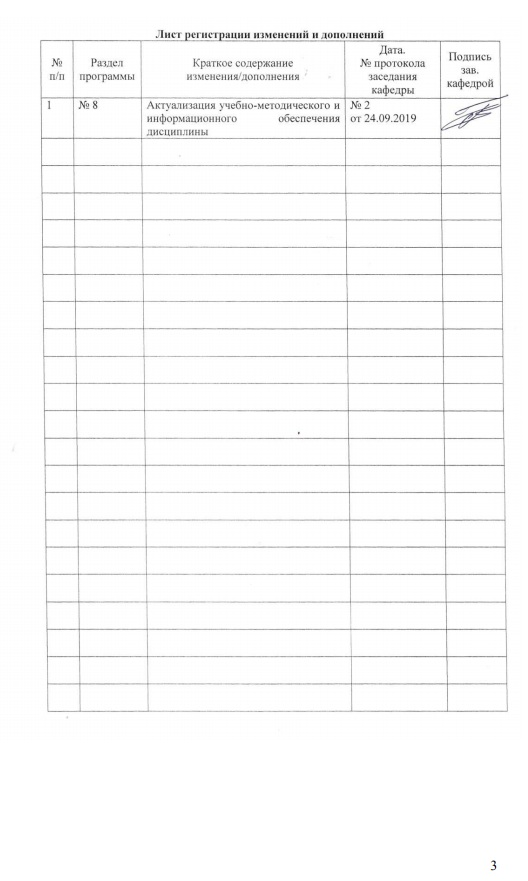 Лист регистрации изменений и дополнений
№
п/п
Раздел
программы
Краткое содержание
изменения/дополнения
Дата.
№ протокола
заседания
кафедры
Подпись
зав.
кафедрой
1
№ 8
Актуализация учебно-методического и
информационного обеспечения
дисциплины
№ 2
от 24.09.2019
3